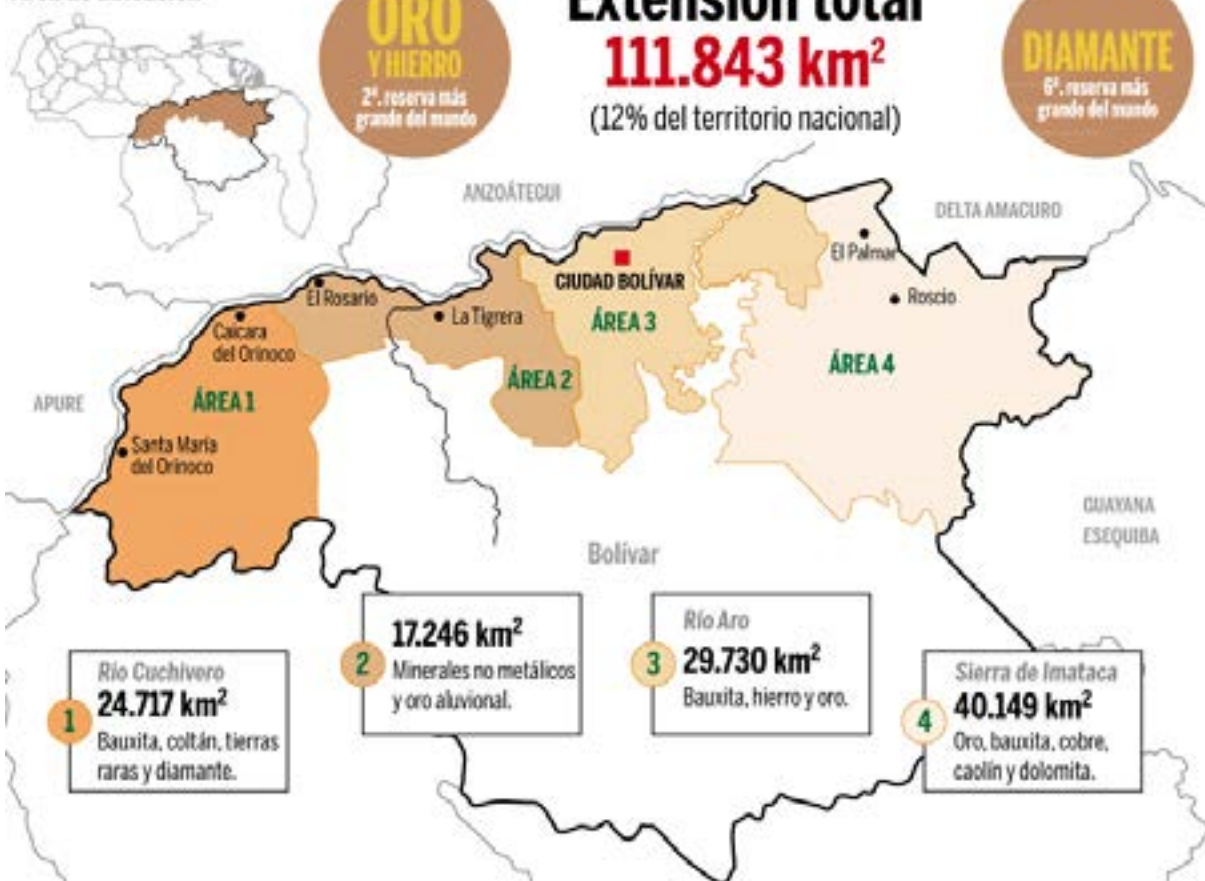 ORO
Y HIERRO
2ª. reserva más
grande del mundo
Extensión total
111.843 km²
(12% del territorio nacional)
DIAMANTE
6ª. reserva más
grande del mundo
ANZOÁTEGUI
DELTA AMACURO
El Palmar
CIUDAD BOLÍVAR
El Rosario
Roscio
La Tigrera
ÁREA 3
Caicara
del Orinoco
ÁREA 4
ÁREA 2
APURE
ÁREA 1
Santa María
del Orinoco
GUAYANA
ESEQUIBA
Bolívar
1
Río Cuchivero
24.717 km²
Bauxita, coltán, tierras
raras y diamante.
2
17.246 km²
Minerales no metálicos
y oro aluvional.
3
Río Aro
29.730 km²
Bauxita, hierro y oro.
4
Sierra de Imataca
40.149 km²
Oro, bauxita, cobre,
caolín y dolomita.